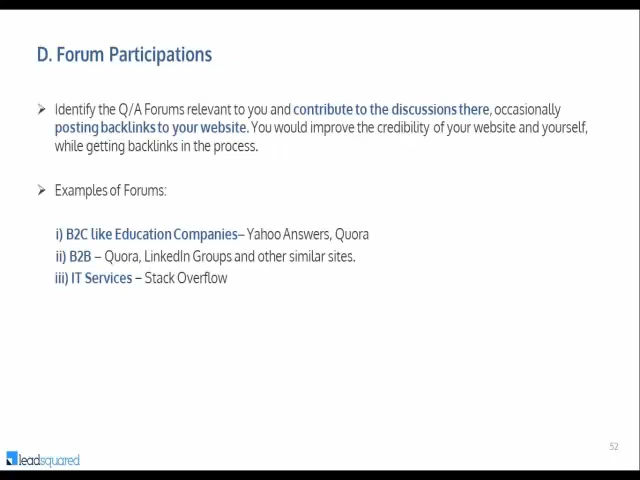 D. Forum Participations
➤ Identify the Q/A Forums relevant to you and contribute to the discussions there, occasionally
posting backlinks to your website. You would improve the credibility of your website and yourself,
while getting backlinks in the process.
➤ Examples of Forums:
i) B2C like Education Companies– Yahoo Answers, Quora
ii) B2B – Quora, LinkedIn Groups and other similar sites.
iii) IT Services – Stack Overflow
52
leadsquared